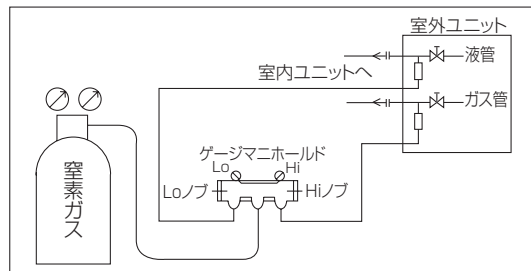 室外ユニット
液管
室内ユニットへ
ガス管
ゲージマニホールド
Lo
Hi
Loノブ
Hiノブ
窒素ガス